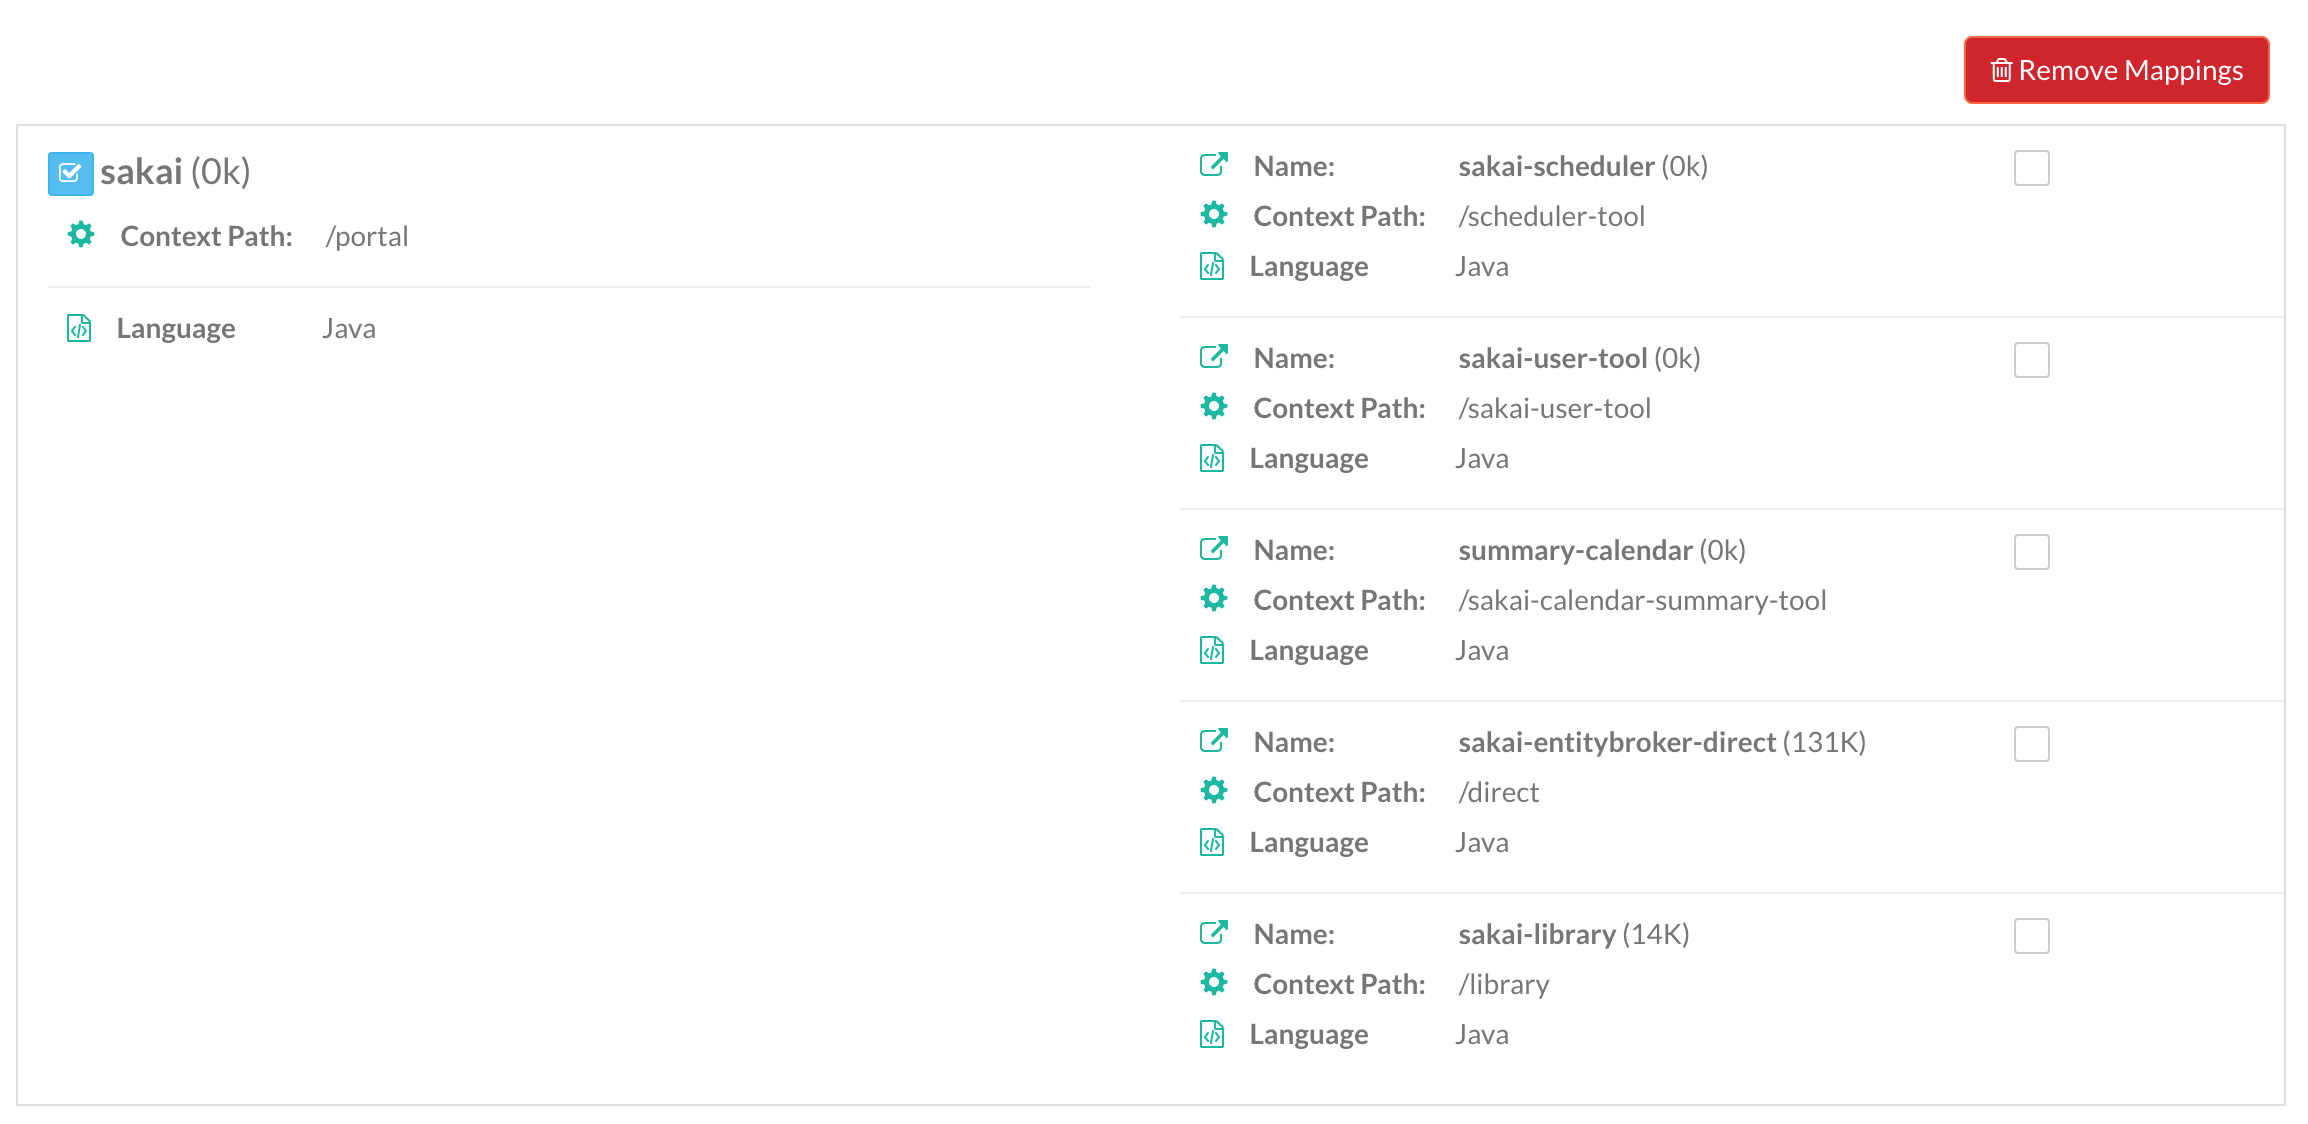 Remove Mappings
sakai (0k)
Context Path: /portal
Language Java
Name: sakai-scheduler (0k)
Context Path: /scheduler-tool
Language Java
Name: sakai-user-tool (0k)
Context Path: /sakai-user-tool
Language Java
Name: summary-calendar (0k)
Context Path: /sakai-calendar-summary-tool
Language Java
Name: sakai-entitybroker-direct (131K)
Context Path: /direct
Language Java
Name: sakai-library (14K)
Context Path: /library
Language Java